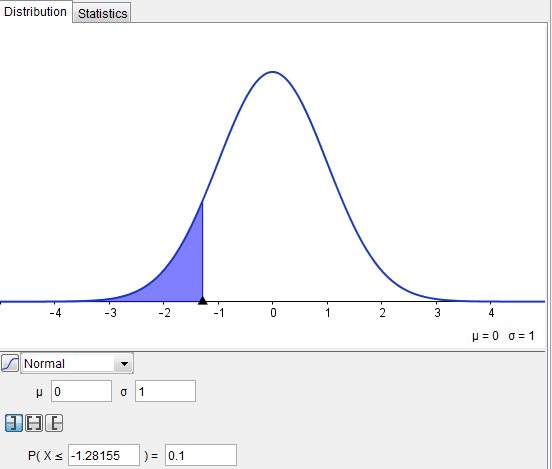 Distribution Statistics
-4 -3 -2 -1 0 1 2 3 4
μ = 0 σ = 1
Normal
μ 0 σ 1
P( X ≤ -1.28155 ) = 0.1